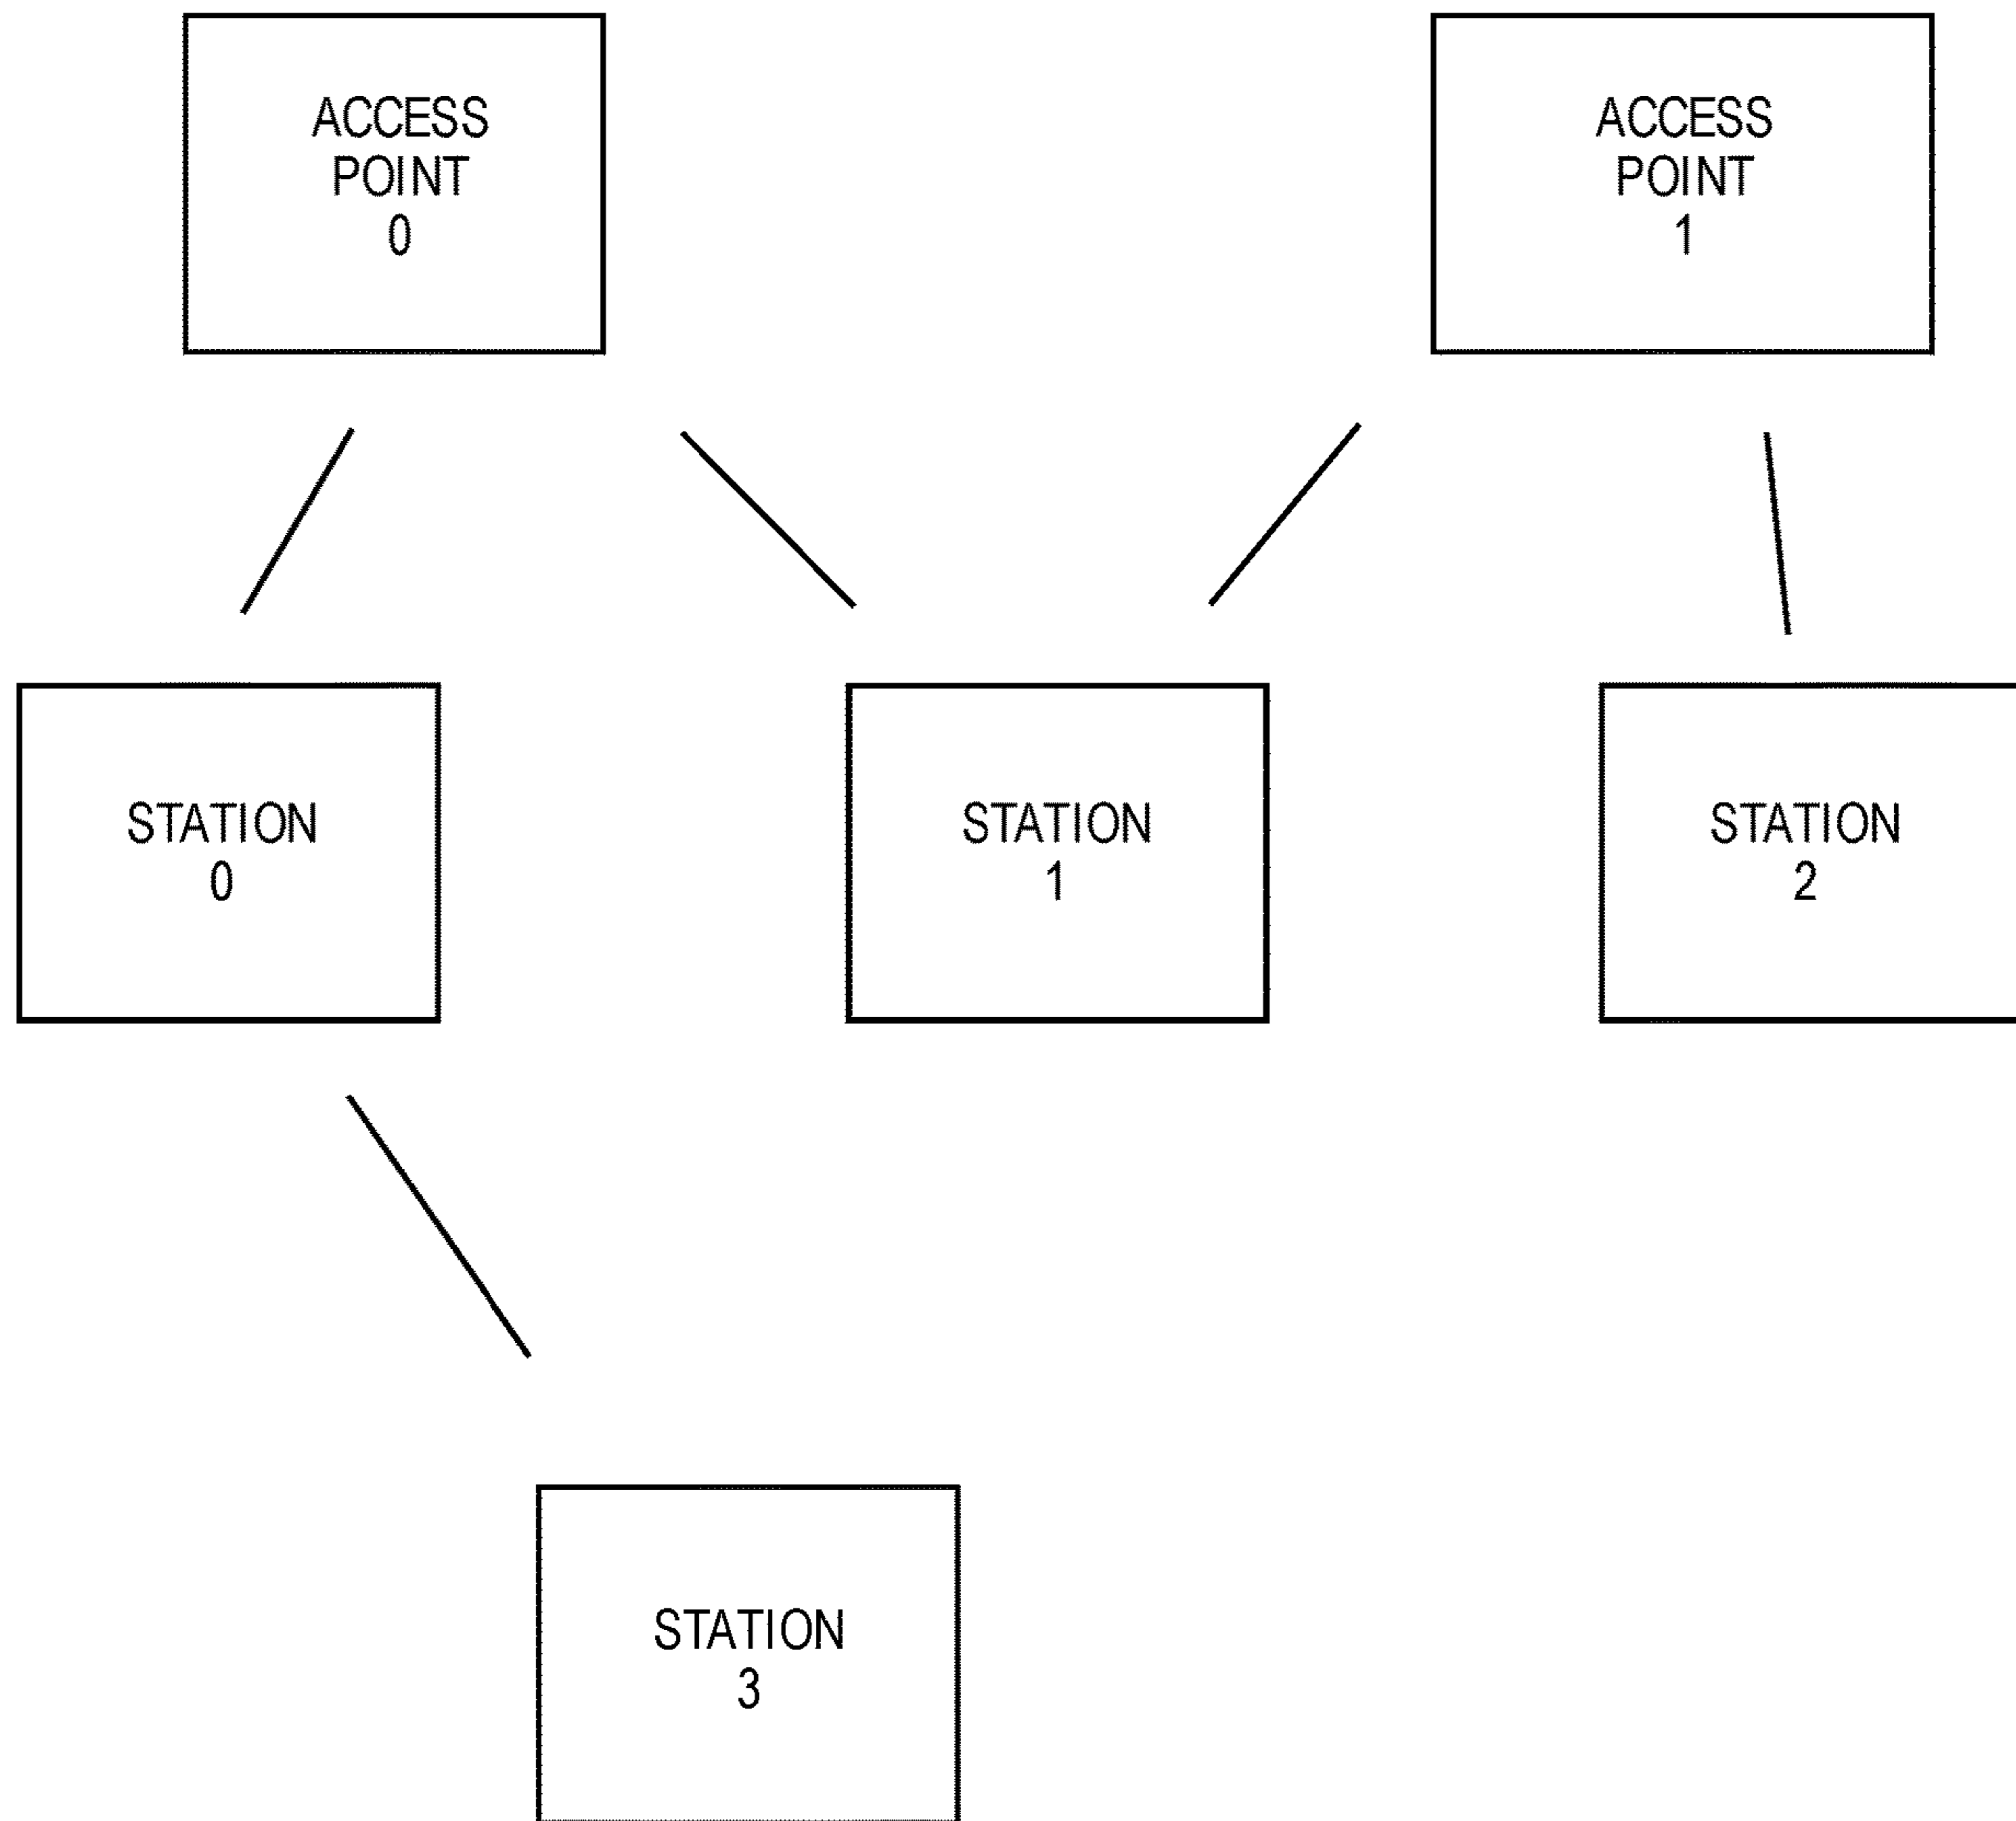 ACCESS
POINT
0
ACCESS
POINT
1
STATION
0
STATION
1
STATION
2
STATION
3